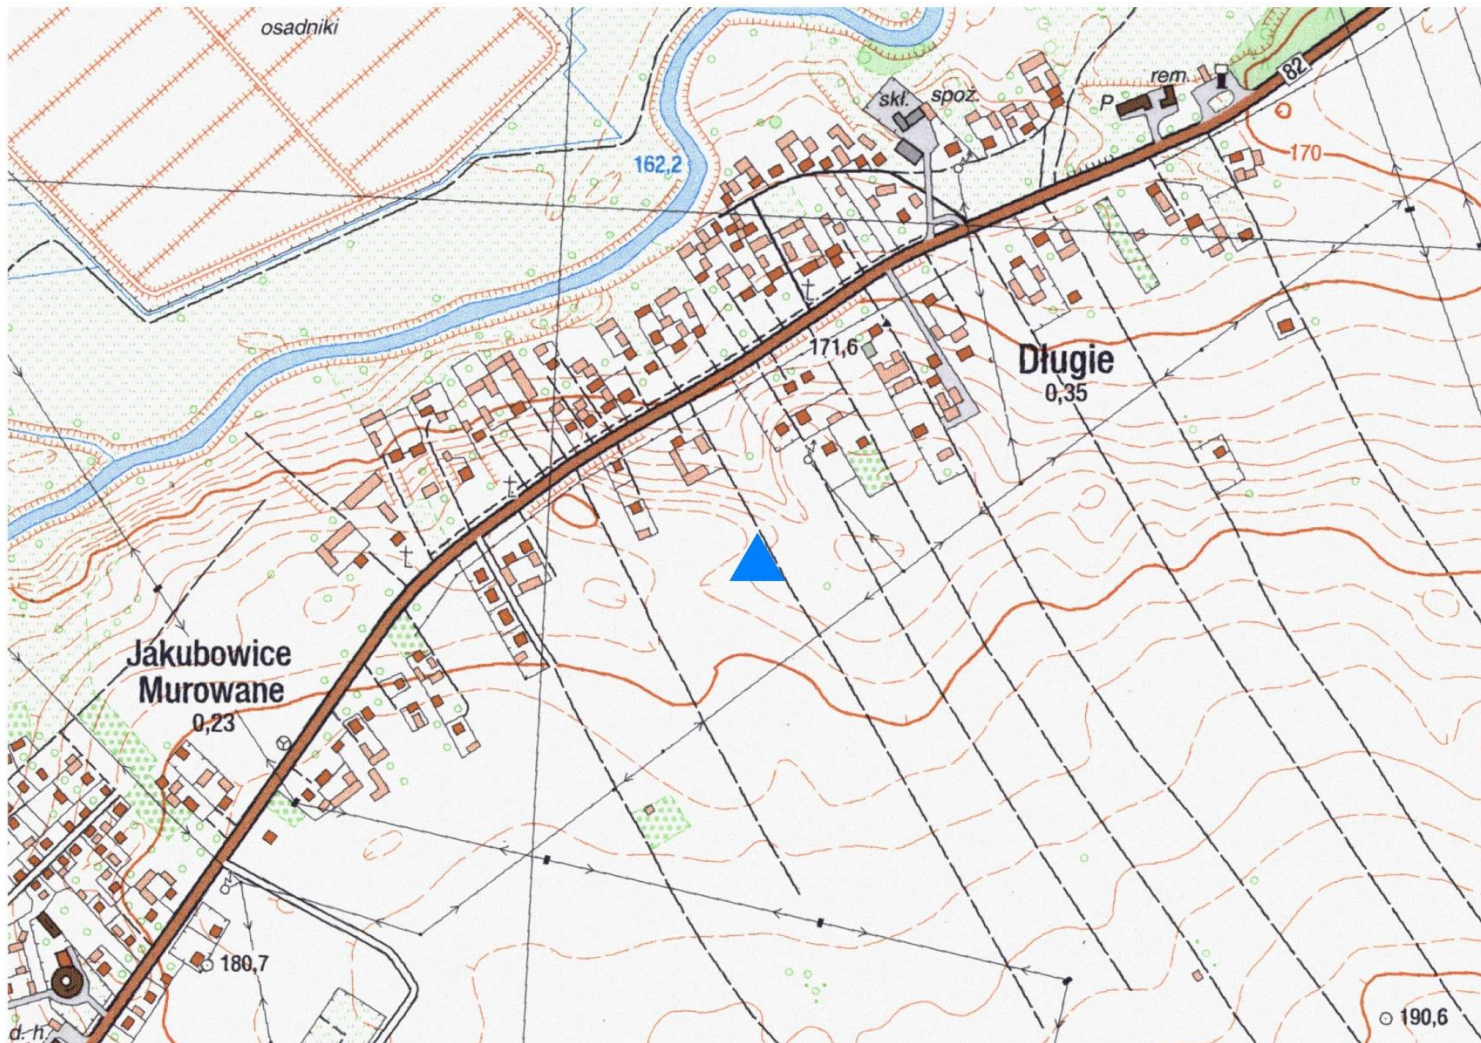 osadniki
82
rem.
P
skł. spoż.
162,2
170
171,6
Długie
0,35
Jakubowice
Murowane
0,23
180,7
d. h.
190,6